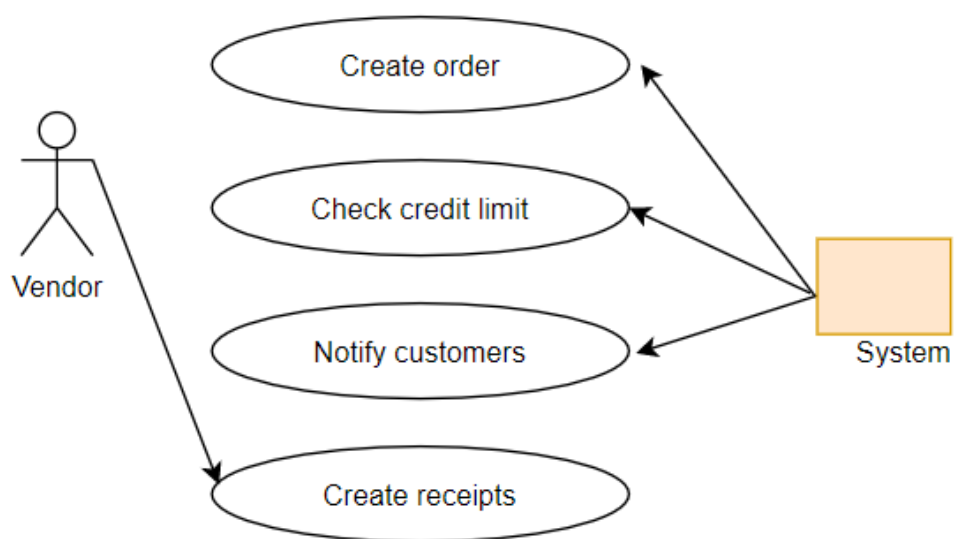 Create order
Check credit limit
Vendor
Notify customers
System
Create receipts